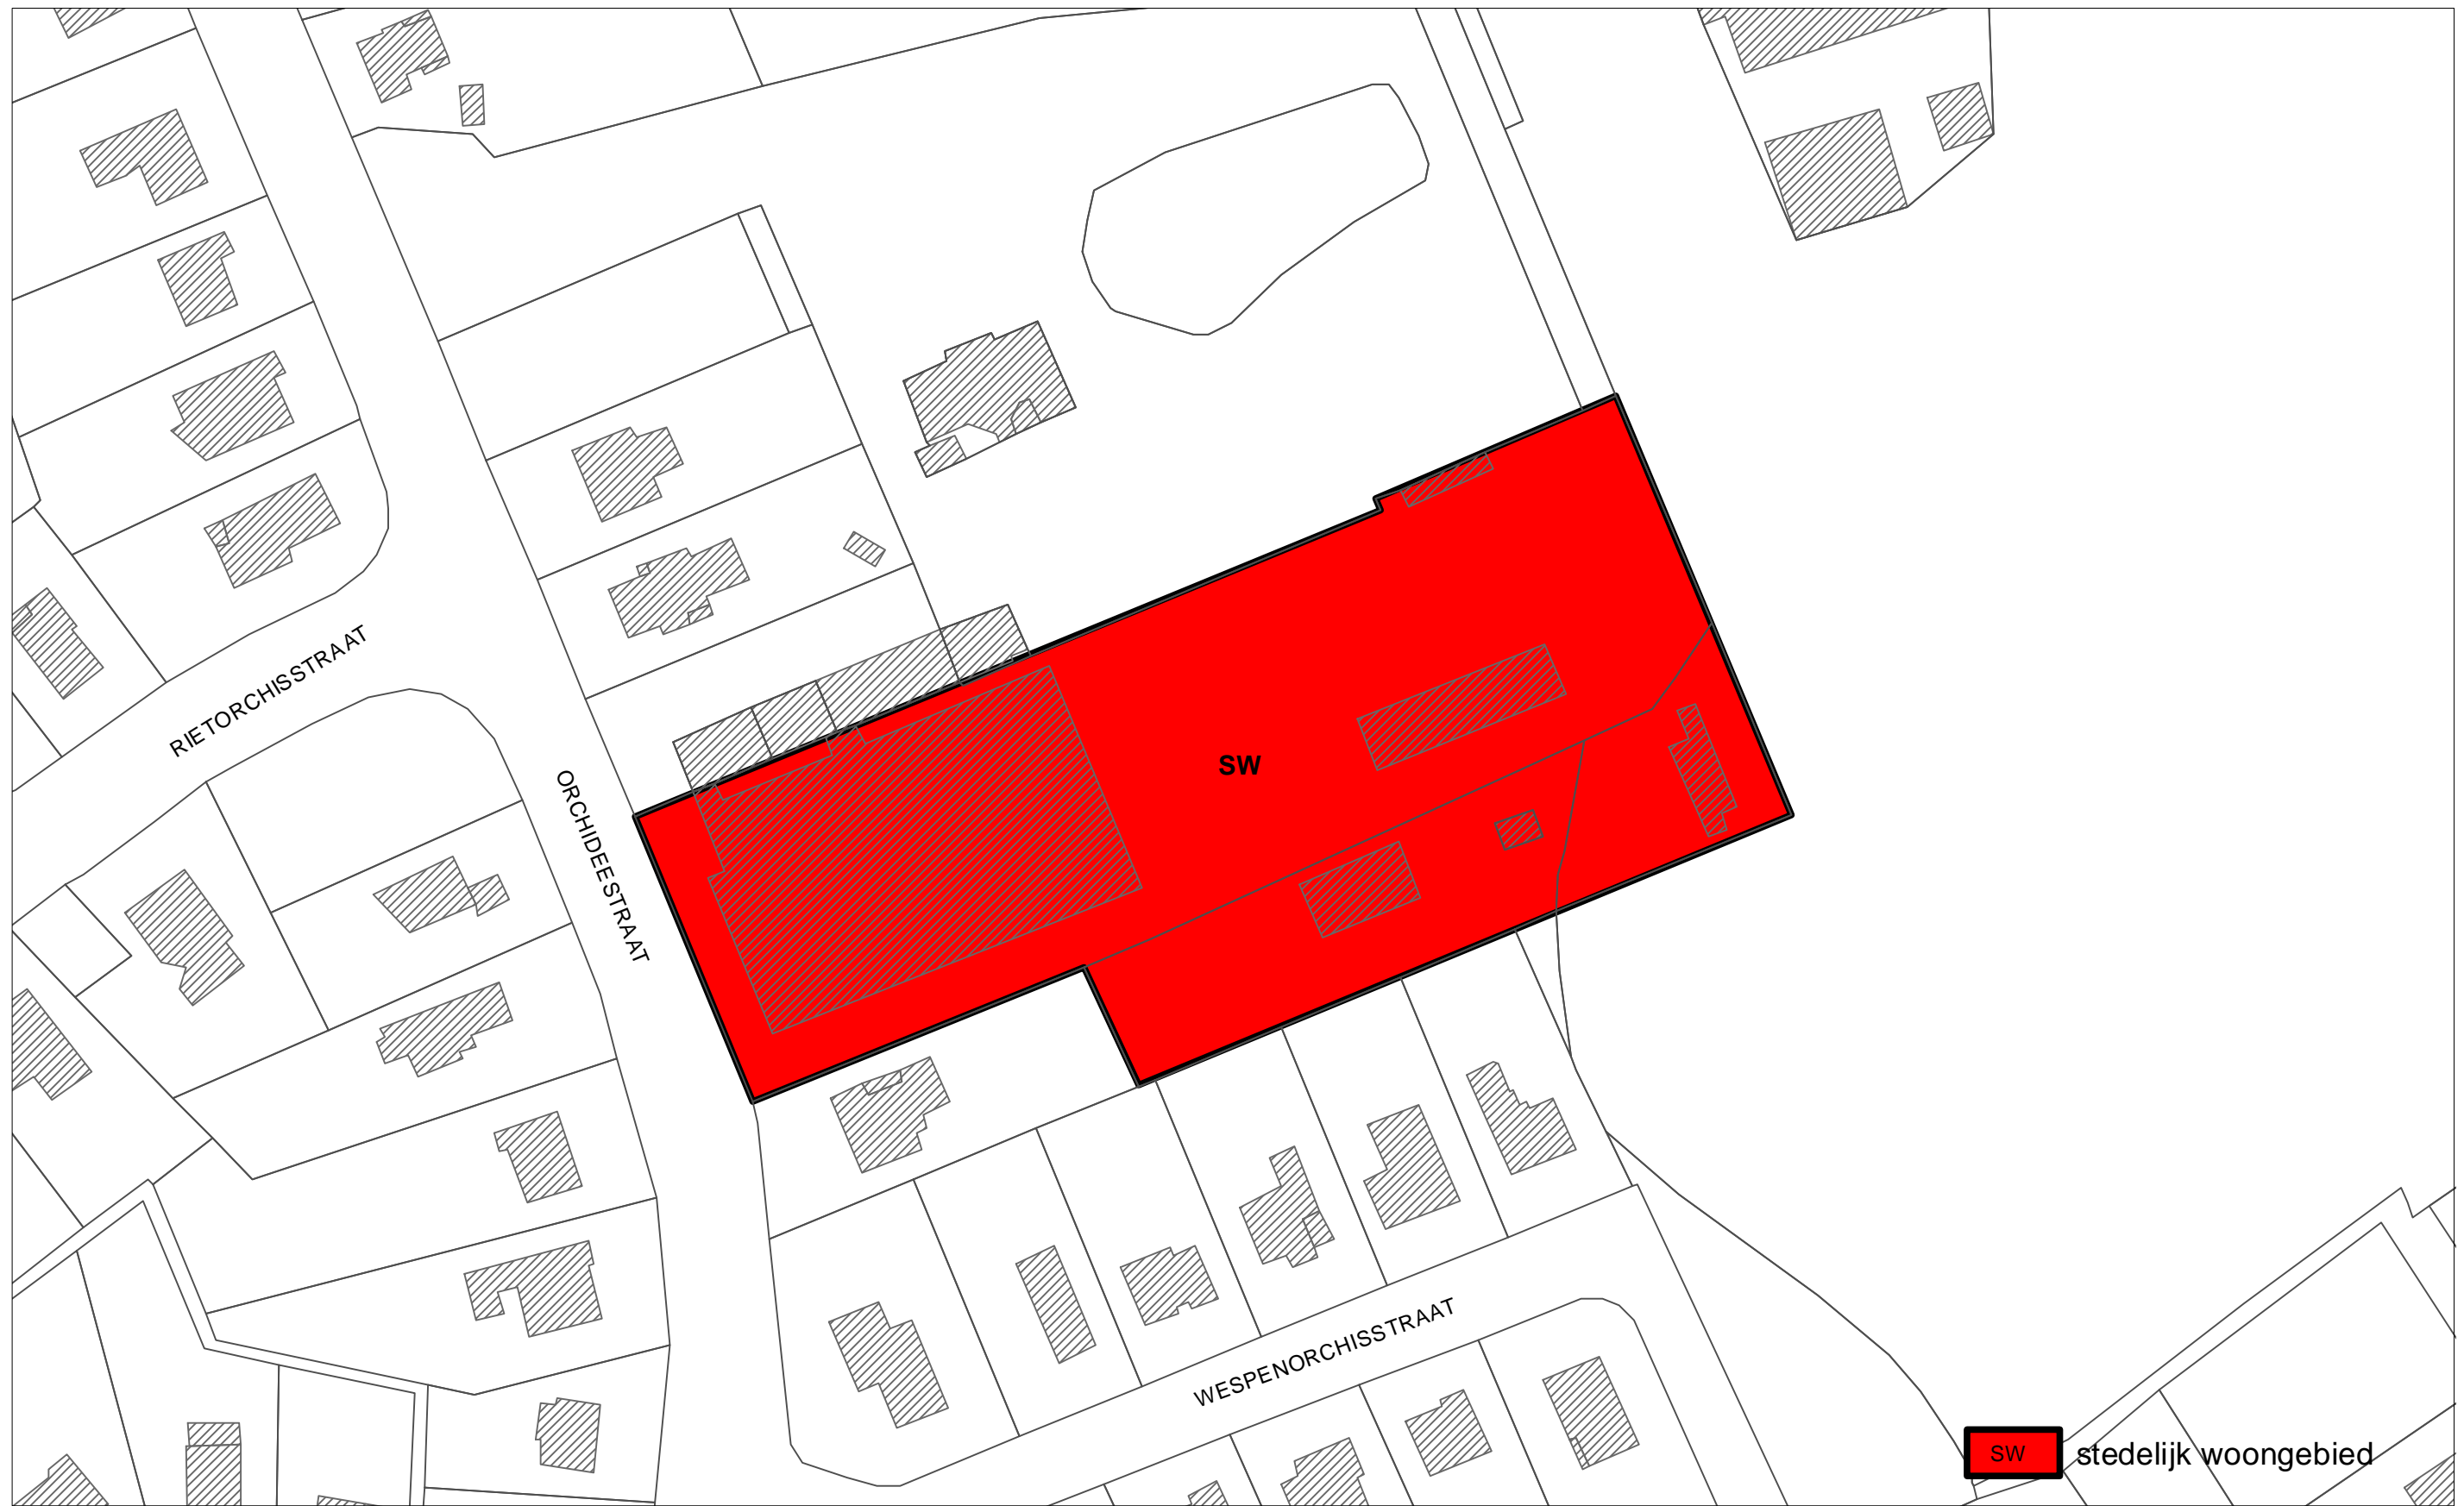 RIETORCHISSTRAAT
ORCHIDEESTRAAT
SW
WESPENORCHISSTRAAT
SW stedelijk woongebied